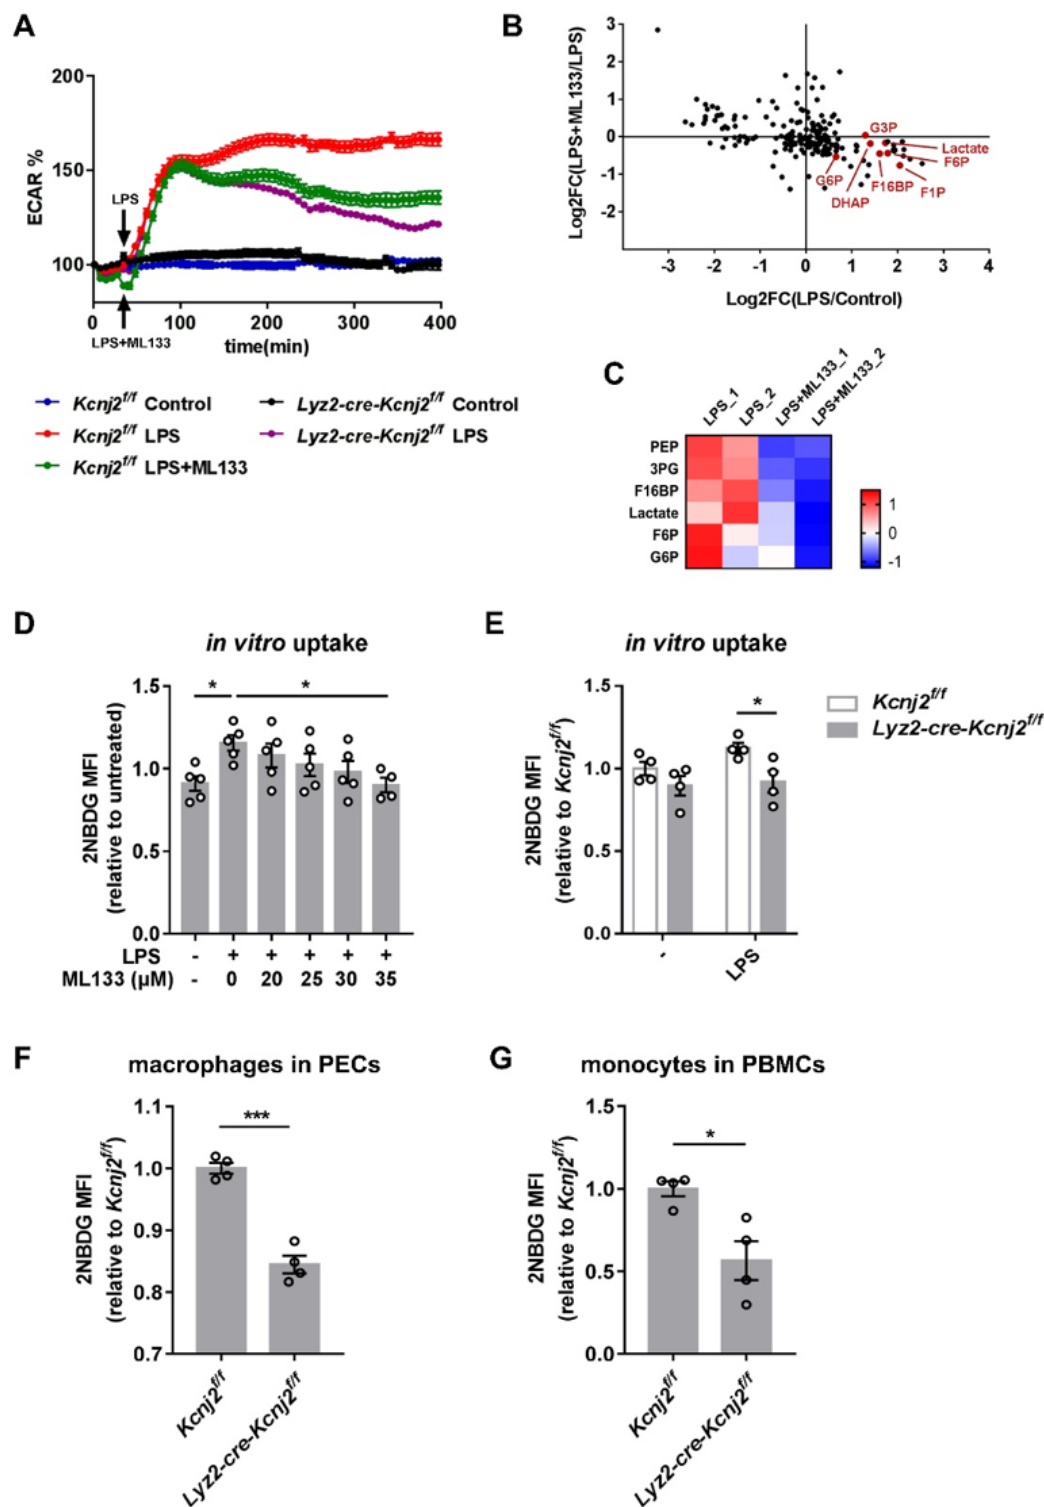 A
ECAR %
200
150
100
LPS
LPS+ML133
0 100 200 300 400
time(min)
Kcnj2f/f Control
Kcnj2f/f LPS
Kcnj2f/f LPS+ML133
Lyz2-cre-Kcnj2f/f Control
Lyz2-cre-Kcnj2f/f LPS
B
Log2FC(LPS+ML133/LPS)
3
2
1
0
-1
-2
G3P
Lactate
F6P
G6P
F16BP
F1P
DHAP
-3 -2 -1 0 1 2 3 4
Log2FC(LPS/Control)
C
LPS_1
LPS_2
LPS+ML133_1
LPS+ML133_2
PEP
3PG
F16BP
Lactate
F6P
G6P
1
0
-1
D
in vitro uptake
2NBDG MFI
(relative to untreated)
1.5
1.0
0.5
0.0
* *
LPS - + + + + +
ML133 (µM) - 0 20 25 30 35
E
in vitro uptake
2NBDG MFI
(relative to Kcnj2f/f)
1.5
1.0
0.5
0.0
*
- LPS
Kcnj2f/f
Lyz2-cre-Kcnj2f/f
F
macrophages in PECs
2NBDG MFI
(relative to Kcnj2f/f)
1.1
1.0
0.9
0.8
0.7
***
Kcnj2f/f
Lyz2-cre-Kcnj2f/f
G
monocytes in PBMCs
2NBDG MFI
(relative to Kcnj2f/f)
1.5
1.0
0.5
0.0
*
Kcnj2f/f
Lyz2-cre-Kcnj2f/f